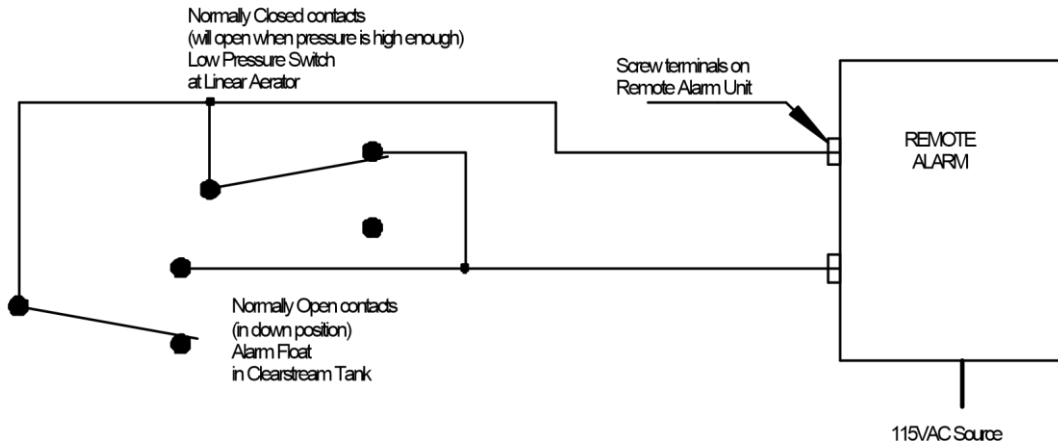 Normally Closed contacts
(will open when pressure is high enough)
Low Pressure Switch
at Linear Aerator
Screw terminals on
Remote Alarm Unit
REMOTE
ALARM
Normally Open contacts
(in down position)
Alarm Float
in Clearstream Tank
115VAC Source